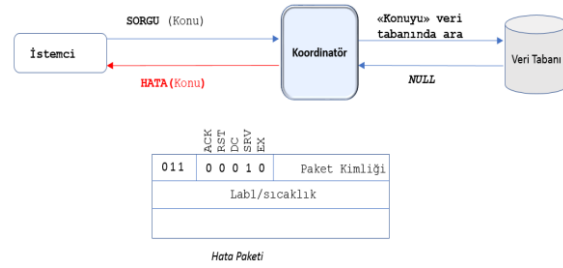 SORGU (Konu)
«Konuyu» veri
tabanında ara
İstemci
Koordinatör
Veri Tabanı
HATA(Konu)
NULL
ACK
RST
DC
SRV
EX
011 0 0 0 1 0 Paket Kimliği
Lab1/sıcaklık
Hata Paketi